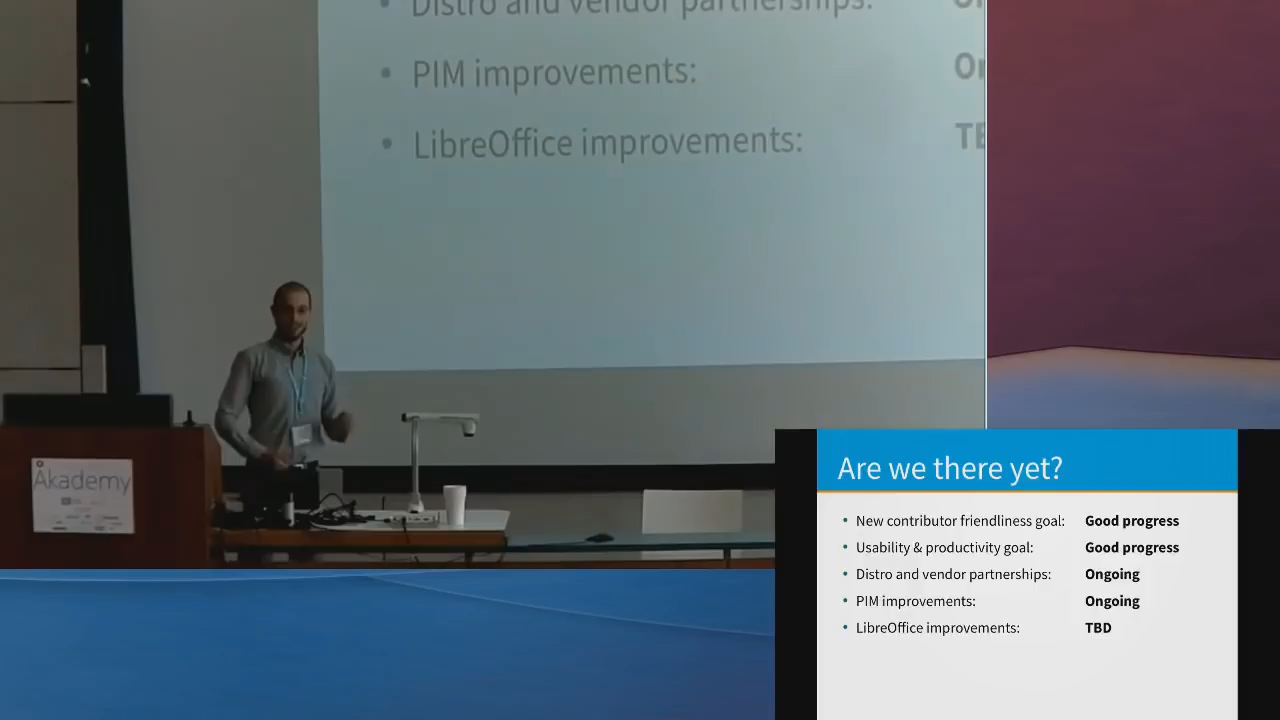 Distro and vendor partnerships:
• PIM improvements:
• LibreOffice improvements:
Akademy
Are we there yet?
• New contributor friendliness goal: Good progress
• Usability & productivity goal: Good progress
• Distro and vendor partnerships: Ongoing
• PIM improvements: Ongoing
• LibreOffice improvements: TBD